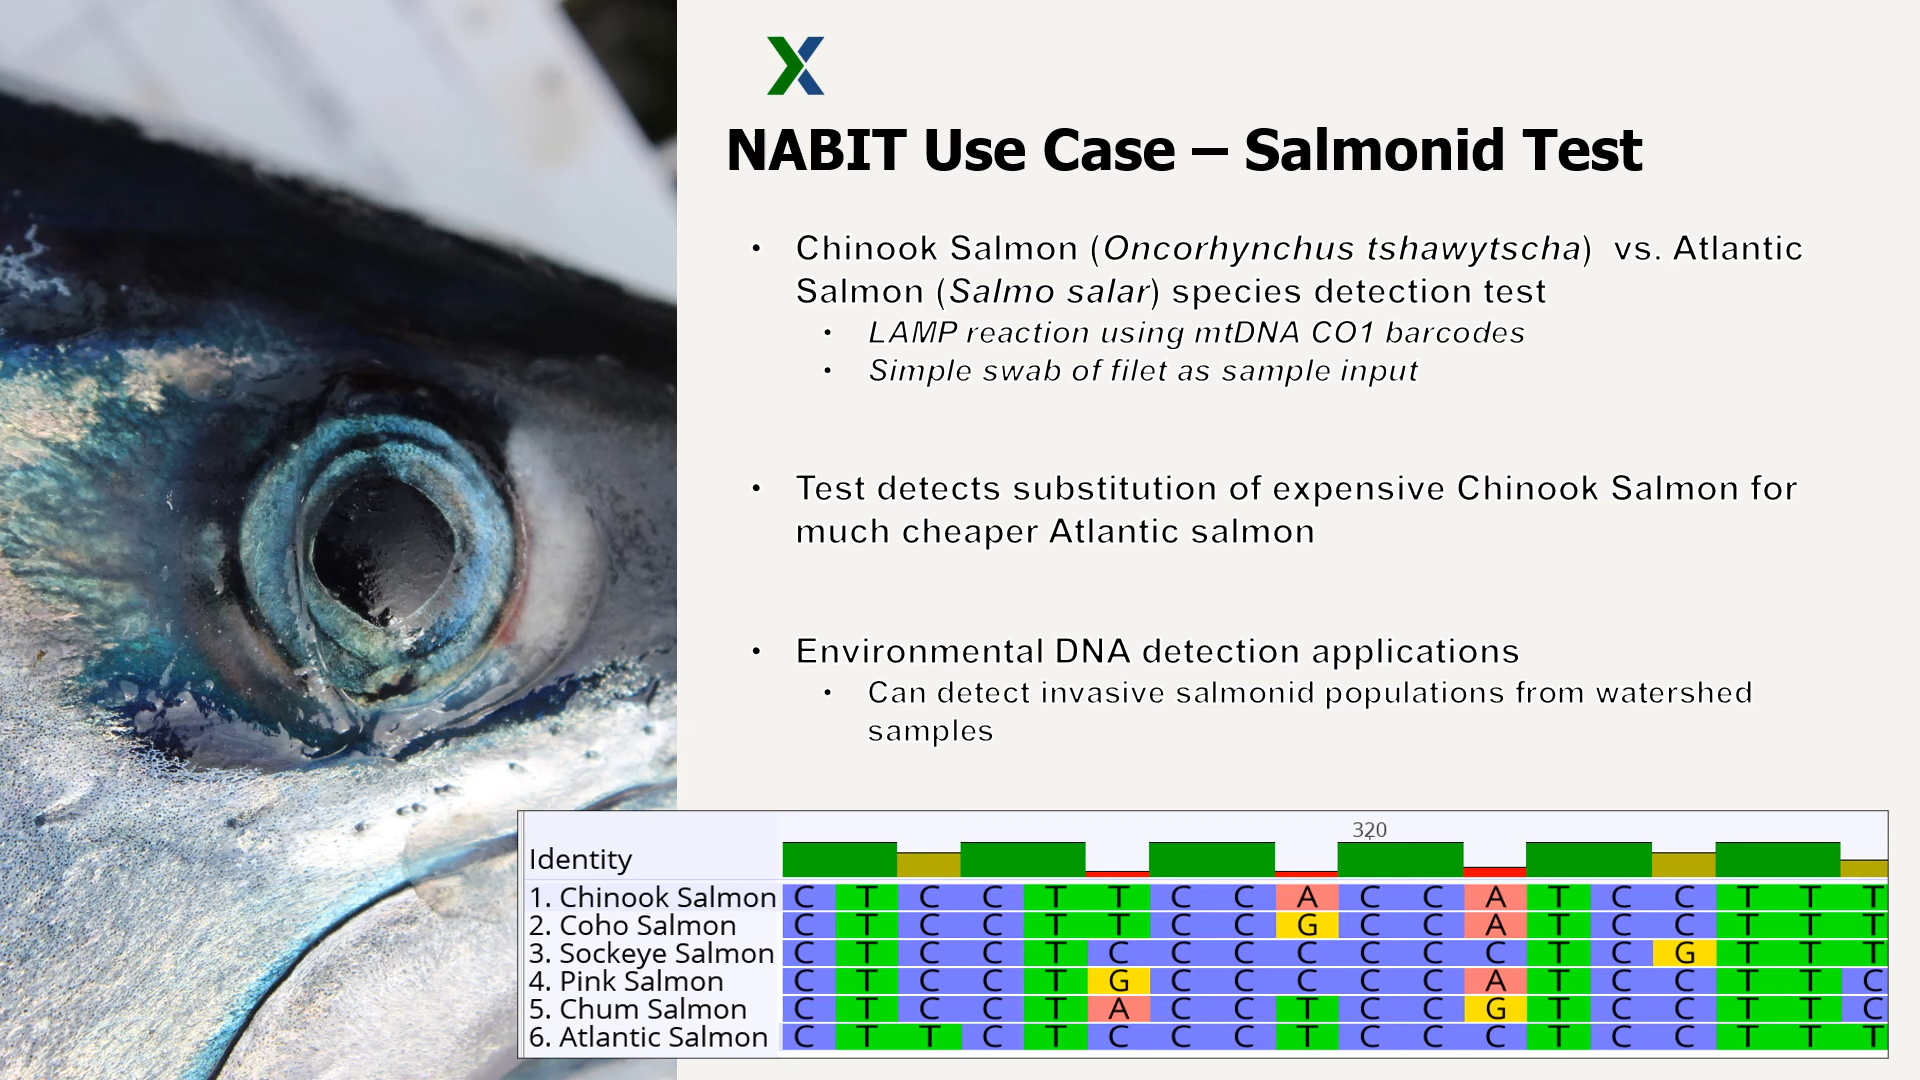 NABIT Use Case – Salmonid Test
• Chinook Salmon (Oncorhynchus tshawytscha) vs. Atlantic
Salmon (Salmo salar) species detection test
• LAMP reaction using mtDNA CO1 barcodes
• Simple swab of filet as sample input
• Test detects substitution of expensive Chinook Salmon for
much cheaper Atlantic salmon
• Environmental DNA detection applications
• Can detect invasive salmonid populations from watershed
samples
320
Identity
1. Chinook Salmon C T C C T T C C A C C A T C C T T T
2. Coho Salmon C T C C T T C C G C C A T C C T T T
3. Sockeye Salmon C T C C T C C C C C C C T C G T T T
4. Pink Salmon C T C C T G C C C C C A T C C T T C
5. Chum Salmon C T C C T A C C T C C G T C C T T C
6. Atlantic Salmon C T T C T C C C T C C C T C C T T T